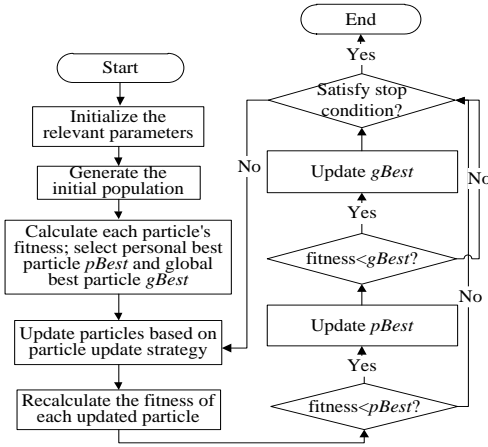 Start
Initialize the
relevant parameters
Generate the
initial population
Calculate each particle's
fitness; select personal best
particle pBest and global
best particle gBest
Update particles based on
particle update strategy
Recalculate the fitness of
each updated particle
fitness<pBest?
Yes
No
Update pBest
fitness<gBest?
Yes
No
Update gBest
Satisfy stop
condition?
No
Yes
End